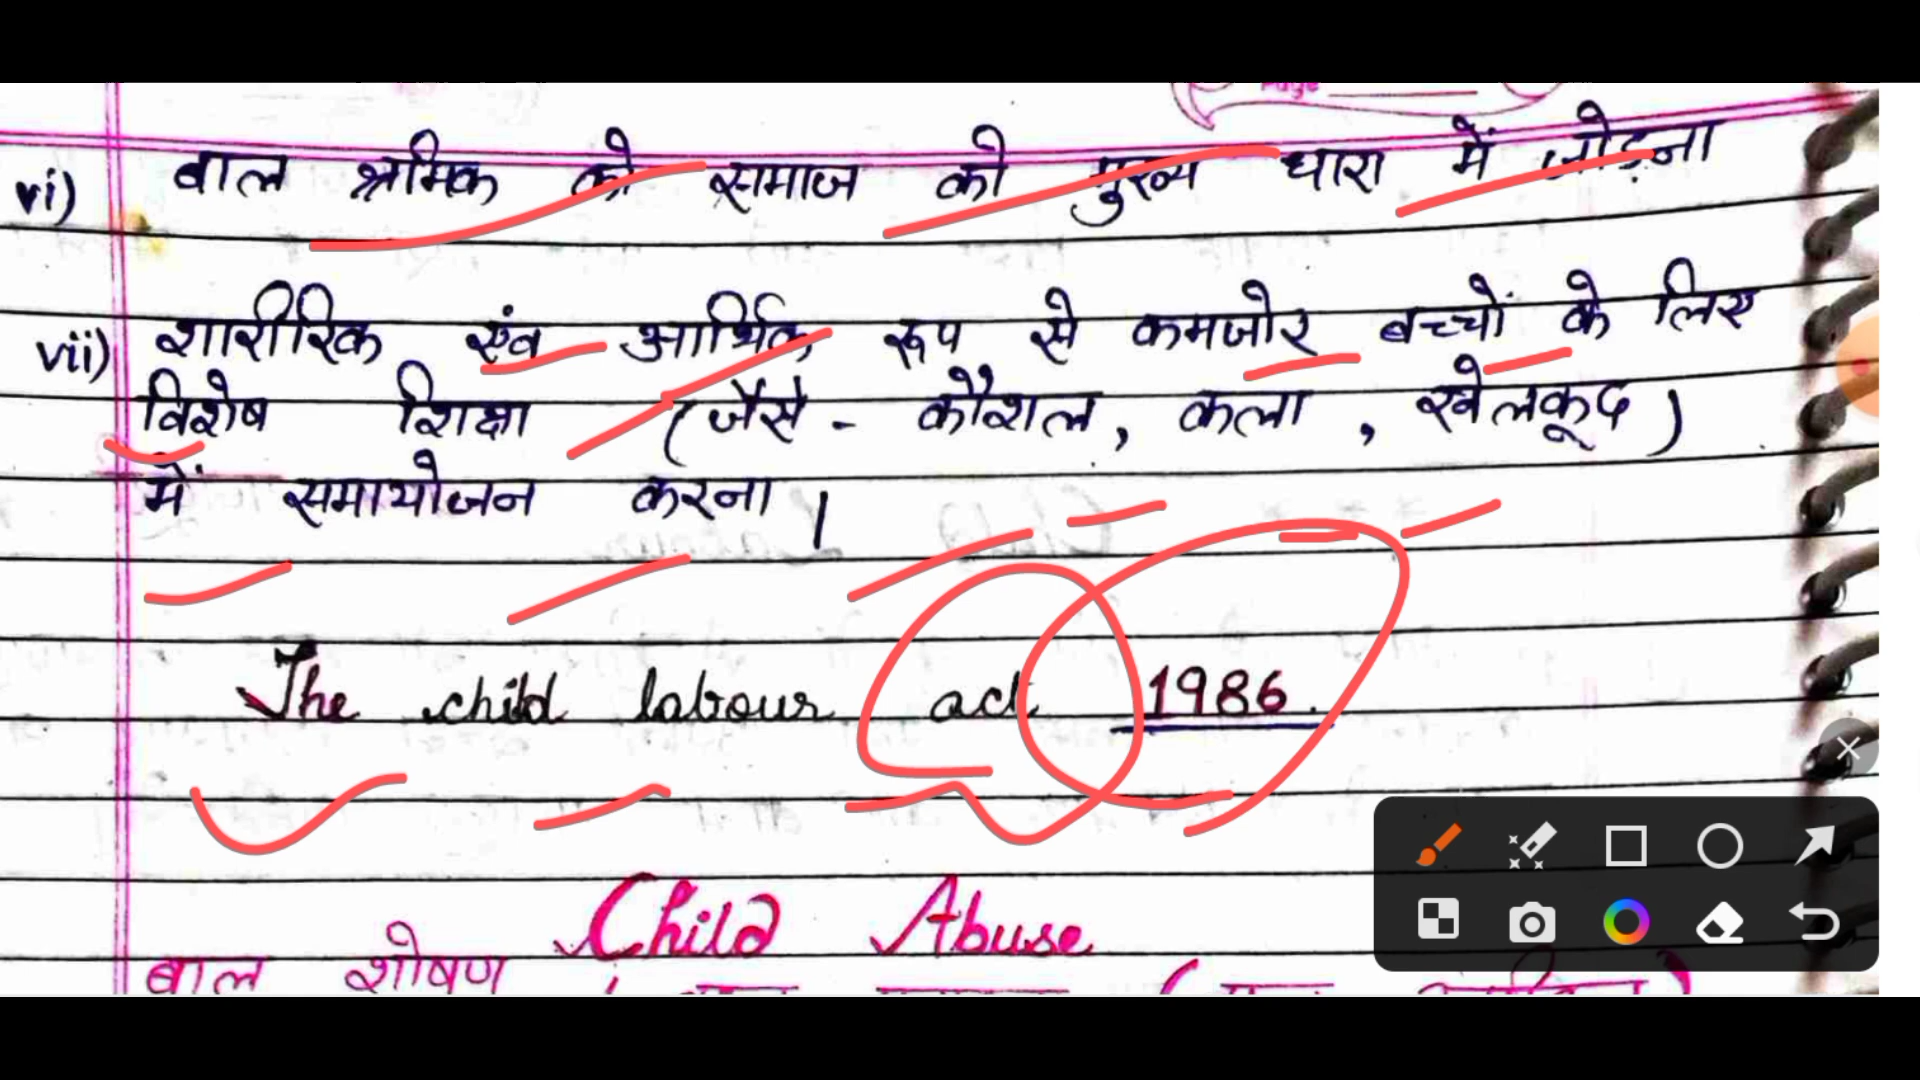 Page
vi) बाल श्रमिक को समाज की मुख्य धारा में जोड़ना
vii) शारीरिक एंव आर्थिक रूप से कमजोर बच्चों के लिए
विशेष शिक्षा (जैसे - कौशल, कला, खेलकूद)
में समायोजन करना।
The child labour act 1986.
Child Abuse
बाल शोषण